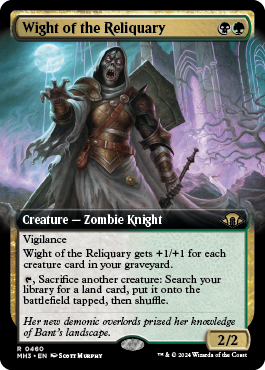 Wight of the Reliquary
Creature — Zombie Knight
Vigilance
Wight of the Reliquary gets +1/+1 for each
creature card in your graveyard.
, Sacrifice another creature: Search your
library for a land card, put it onto the
battlefield tapped, then shuffle.
Her new demonic overlords prized her knowledge
of Bant's landscape.
2/2
R 0460
MH3 • EN Scott Murphy
™ & © 2024 Wizards of the Coast